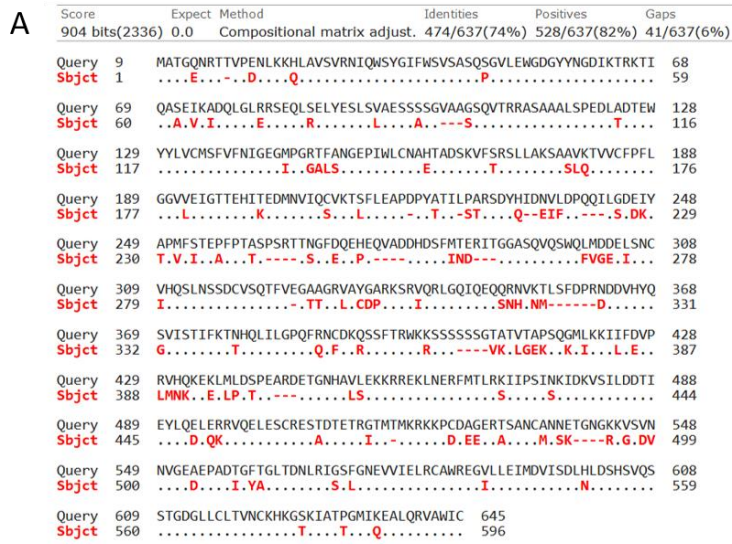 A
Score Expect Method Identities Positives Gaps
904 bits(2336) 0.0 Compositional matrix adjust. 474/637(74%) 528/637(82%) 41/637(6%)
Query 9 MATGQNRTTVPENLKKHLAVSVRNIQWSYGIFWSVSASQSGVLEWGDGYYNGDIKTRKTI 68
Sbjct 1 ....E...-..D....Q......................P.................... 59
Query 69 QASEIKADQLGLRRSEQLSELYESLSVAESSSSGVAAGSQVTRRASAAALSPEDLADTEW 128
Sbjct 60 ..A.V.I.....E.....R.......L....A..---S.................T.... 116
Query 129 YYLVCMSFVFNIGEGMPGRTFANGEPIWLCNAHTADSKVFSRSLLAKSAAVKTVVCFPFL 188
Sbjct 117 ...............I..GALS..........E.......T........SLQ........ 176
Query 189 GGVVEIGTTEHITEDMNVIQCVKTSFLEAPDPYATILPARSDYHIDNVLDPQQILGDEIY 248
Sbjct 177 ...L........K.......S...L.....-..T..-ST....Q--EIF..---.S.DK. 229
Query 249 APMFSTEPFPTASPSRTTNGFDQEHEQVADDHDSFMTERITGGASQVQSWQLMDDELSNC 308
Sbjct 230 T.V.I..A...T.----S...E..P.----.....IND---..........FVGE.I... 278
Query 309 VHQSLNSSDCVSQTFVEGAAGRVAYGARKSRVQRLGQIQEQQRNVKTLSFDPRNDDVHYQ 368
Sbjct 279 I...............-.TT..L.CDP....I.........SNH.NM------D...... 331
Query 369 SVISTIFKTNHQLILGPQFRNCDKQSSFTRWKKSSSSSSGTATVTAPSQGMLKKIIFDVP 428
Sbjct 332 G........T.........Q.F..R.......R...----VK.LGEK.K.I....L.E.. 387
Query 429 RVHQKEKLMLDSPEARDETGNHAVLEKKRREKLNERFMTLRKIIPSINKIDKVSILDDTI 488
Sbjct 388 LMNK..E.LP.T..---......LS................S.....S............ 444
Query 489 EYLQELERRVQELESCRESTDTETRGTMTMKRKKPCDAGERTSANCANNETGNGKKVSVN 548
Sbjct 445 ....D.QK...........A.....I..-......D.EE..A....M.SK----R.G.DV 499
Query 549 NVGEAEPADTGFTGLTDNLRIGSFGNEVVIELRCAWREGVLLEIMDVISDLHLDSHSVQS 608
Sbjct 500 ....D....I.YA........S.L...............I...........N........ 559
Query 609 STGDGLLCLTVNCKHKGSKIATPGMIKEALQRVAWIC 645
Sbjct 560 .................T....T...Q.......... 596